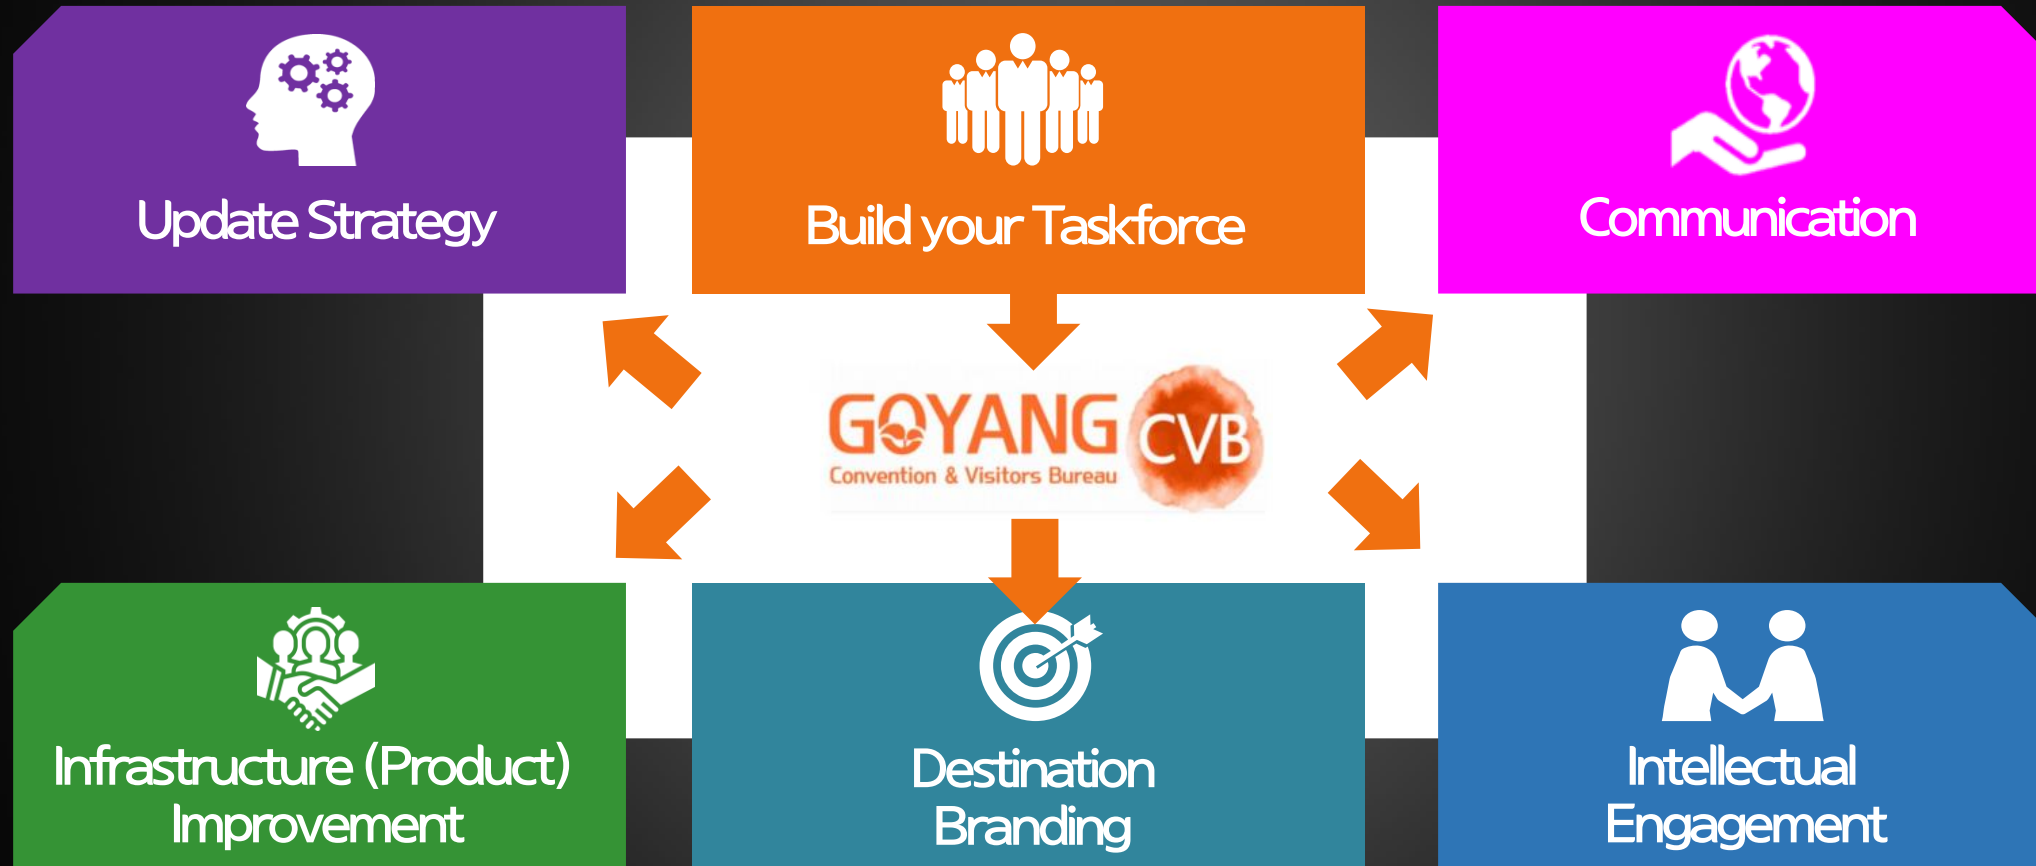 Update Strategy
Build your Taskforce
Communication
GOYANG
Convention & Visitors Bureau
CVB
Infrastructure (Product)
Improvement
Destination
Branding
Intellectual
Engagement